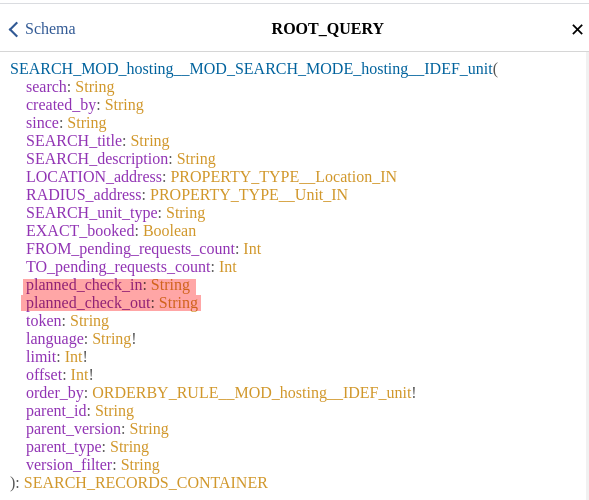 Schema
ROOT_QUERY
SEARCH_MOD_hosting__MOD_SEARCH_MODE_hosting__IDEF_unit(
search: String
created_by: String
since: String
SEARCH_title: String
SEARCH_description: String
LOCATION_address: PROPERTY_TYPE__Location_IN
RADIUS_address: PROPERTY_TYPE__Unit_IN
SEARCH_unit_type: String
EXACT_booked: Boolean
FROM_pending_requests_count: Int
TO_pending_requests_count: Int
planned_check_in: String
planned_check_out: String
token: String
language: String!
limit: Int!
offset: Int!
order_by: ORDERBY_RULE__MOD_hosting__IDEF_unit!
parent_id: String
parent_version: String
parent_type: String
version_filter: String
): SEARCH_RECORDS_CONTAINER